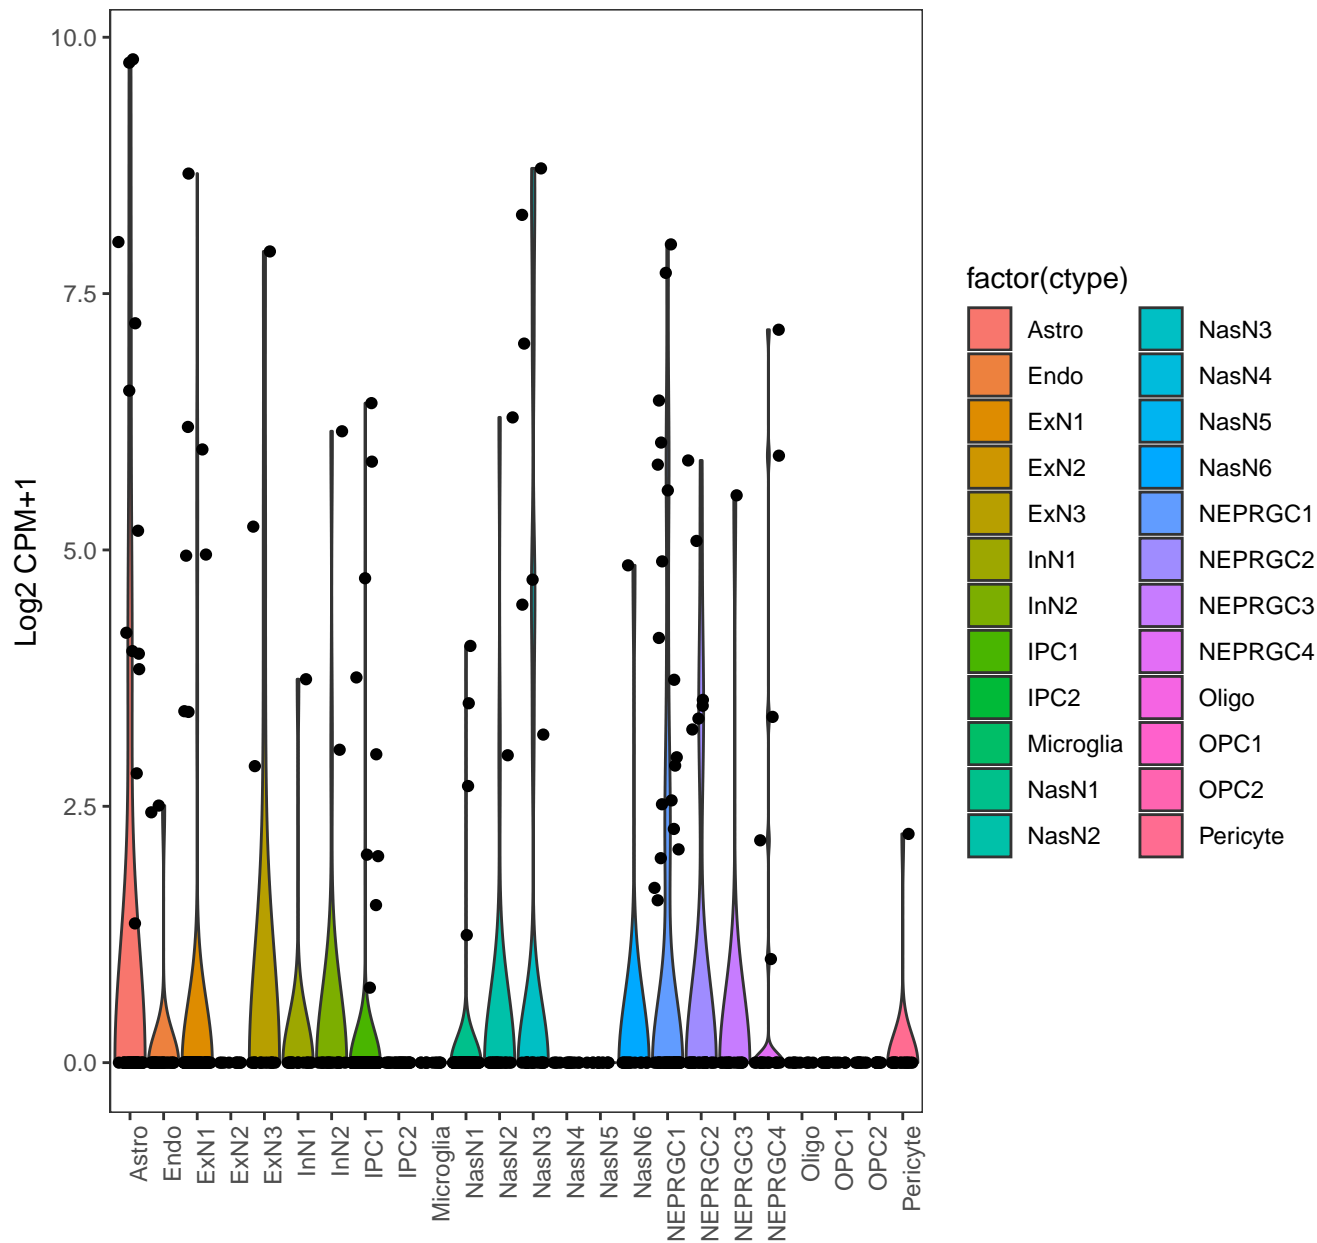 10.0
7.5
5.0
2.5
0.0
Log2 CPM+1
Astro
Endo
ExN1
ExN2
ExN3
InN1
InN2
IPC1
IPC2
Microglia
NasN1
NasN2
NasN3
NasN4
NasN5
NasN6
NEPRGC1
NEPRGC2
NEPRGC3
NEPRGC4
Oligo
OPC1
OPC2
Pericyte
factor(ctype)
Astro
Endo
ExN1
ExN2
ExN3
InN1
InN2
IPC1
IPC2
Microglia
NasN1
NasN2
NasN3
NasN4
NasN5
NasN6
NEPRGC1
NEPRGC2
NEPRGC3
NEPRGC4
Oligo
OPC1
OPC2
Pericyte